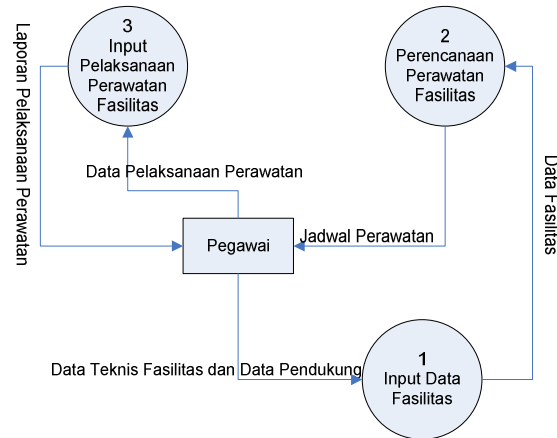 3
Input
Pelaksanaan
Perawatan
Fasilitas
2
Perencanaan
Perawatan
Fasilitas
Laporan Pelaksanaan Perawatan
Data Pelaksanaan Perawatan
Data Fasilitas
Pegawai
Jadwal Perawatan
Data Teknis Fasilitas dan Data Pendukung
1
Input Data
Fasilitas